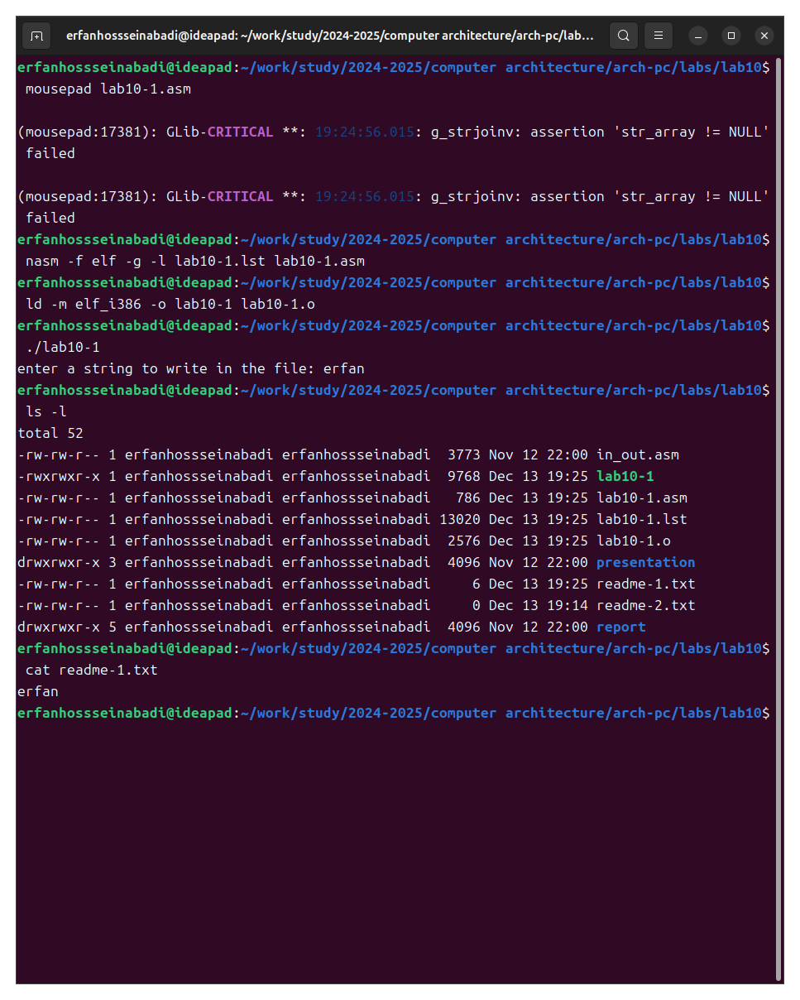 erfanhossseinabadi@ideapad: ~/work/study/2024-2025/computer architecture/arch-pc/lab...
erfanhossseinabadi@ideapad:~/work/study/2024-2025/computer architecture/arch-pc/labs/lab10$
mousepad lab10-1.asm
(mousepad:17381): GLib-CRITICAL **: 19:24:56.015: g_strjoinv: assertion 'str_array != NULL'
failed
(mousepad:17381): GLib-CRITICAL **: 19:24:56.015: g_strjoinv: assertion 'str_array != NULL'
failed
erfanhossseinabadi@ideapad:~/work/study/2024-2025/computer architecture/arch-pc/labs/lab10$
nasm -f elf -g -l lab10-1.lst lab10-1.asm
erfanhossseinabadi@ideapad:~/work/study/2024-2025/computer architecture/arch-pc/labs/lab10$
ld -m elf_i386 -o lab10-1 lab10-1.o
erfanhossseinabadi@ideapad:~/work/study/2024-2025/computer architecture/arch-pc/labs/lab10$
./lab10-1
enter a string to write in the file: erfan
erfanhossseinabadi@ideapad:~/work/study/2024-2025/computer architecture/arch-pc/labs/lab10$
ls -l
total 52
-rw-rw-r-- 1 erfanhossseinabadi erfanhossseinabadi  3773 Nov 12 22:00 in_out.asm
-rwxrwxr-x 1 erfanhossseinabadi erfanhossseinabadi  9768 Dec 13 19:25 lab10-1
-rw-rw-r-- 1 erfanhossseinabadi erfanhossseinabadi   786 Dec 13 19:25 lab10-1.asm
-rw-rw-r-- 1 erfanhossseinabadi erfanhossseinabadi 13020 Dec 13 19:25 lab10-1.lst
-rw-rw-r-- 1 erfanhossseinabadi erfanhossseinabadi  2576 Dec 13 19:25 lab10-1.o
drwxrwxr-x 3 erfanhossseinabadi erfanhossseinabadi  4096 Nov 12 22:00 presentation
-rw-rw-r-- 1 erfanhossseinabadi erfanhossseinabadi     6 Dec 13 19:25 readme-1.txt
-rw-rw-r-- 1 erfanhossseinabadi erfanhossseinabadi     0 Dec 13 19:14 readme-2.txt
drwxrwxr-x 5 erfanhossseinabadi erfanhossseinabadi  4096 Nov 12 22:00 report
erfanhossseinabadi@ideapad:~/work/study/2024-2025/computer architecture/arch-pc/labs/lab10$
cat readme-1.txt
erfan
erfanhossseinabadi@ideapad:~/work/study/2024-2025/computer architecture/arch-pc/labs/lab10$